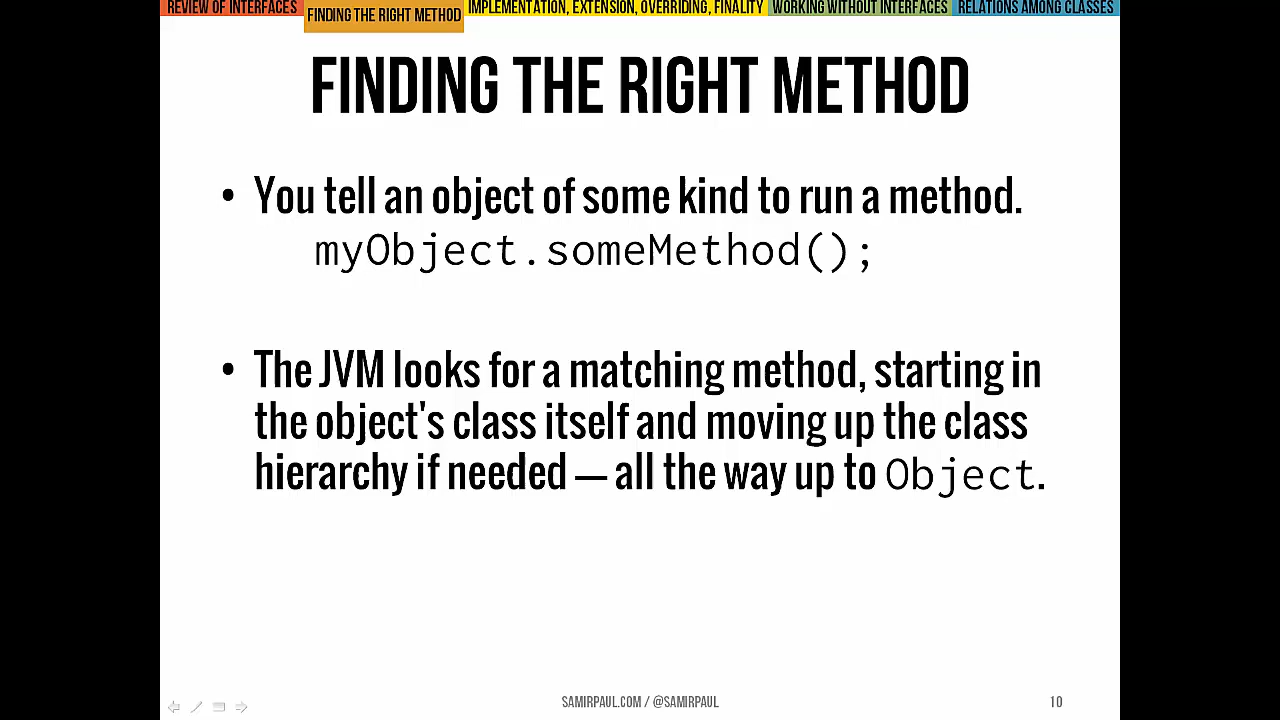 REVIEW OF INTERFACES
FINDING THE RIGHT METHOD
IMPLEMENTATION, EXTENSION, OVERRIDING, FINALITY
WORKING WITHOUT INTERFACES
RELATIONS AMONG CLASSES
FINDING THE RIGHT METHOD
• You tell an object of some kind to run a method.
myObject.someMethod();
• The JVM looks for a matching method, starting in
the object's class itself and moving up the class
hierarchy if needed — all the way up to Object.
SAMIRPAUL.COM / @SAMIRPAUL
10